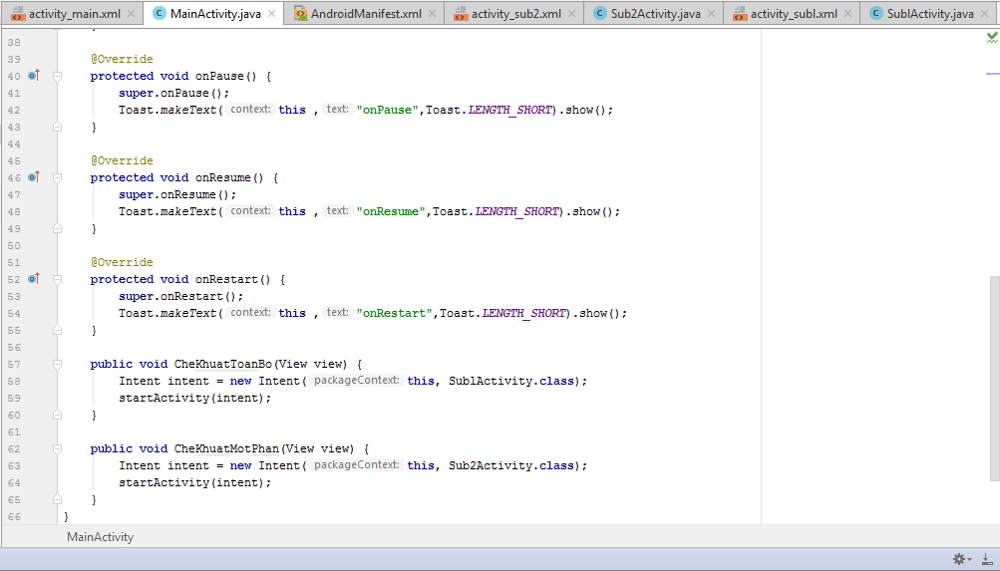 activity_main.xml MainActivity.java AndroidManifest.xml activity_sub2.xml Sub2Activity.java activity_sub1.xml Sub1Activity.java
38 }
39 @Override
40 protected void onPause() {
41 super.onPause();
42 Toast.makeText( context: this , text: "onPause",Toast.LENGTH_SHORT).show();
43 }
44
45 @Override
46 protected void onResume() {
47 super.onResume();
48 Toast.makeText( context: this , text: "onResume",Toast.LENGTH_SHORT).show();
49 }
50
51 @Override
52 protected void onRestart() {
53 super.onRestart();
54 Toast.makeText( context: this , text: "onRestart",Toast.LENGTH_SHORT).show();
55 }
56
57 public void CheKhuatToanBo(View view) {
58 Intent intent = new Intent( packageContext: this, Sub1Activity.class);
59 startActivity(intent);
60 }
61
62 public void CheKhuatMotPhan(View view) {
63 Intent intent = new Intent( packageContext: this, Sub2Activity.class);
64 startActivity(intent);
65 }
66 }
MainActivity